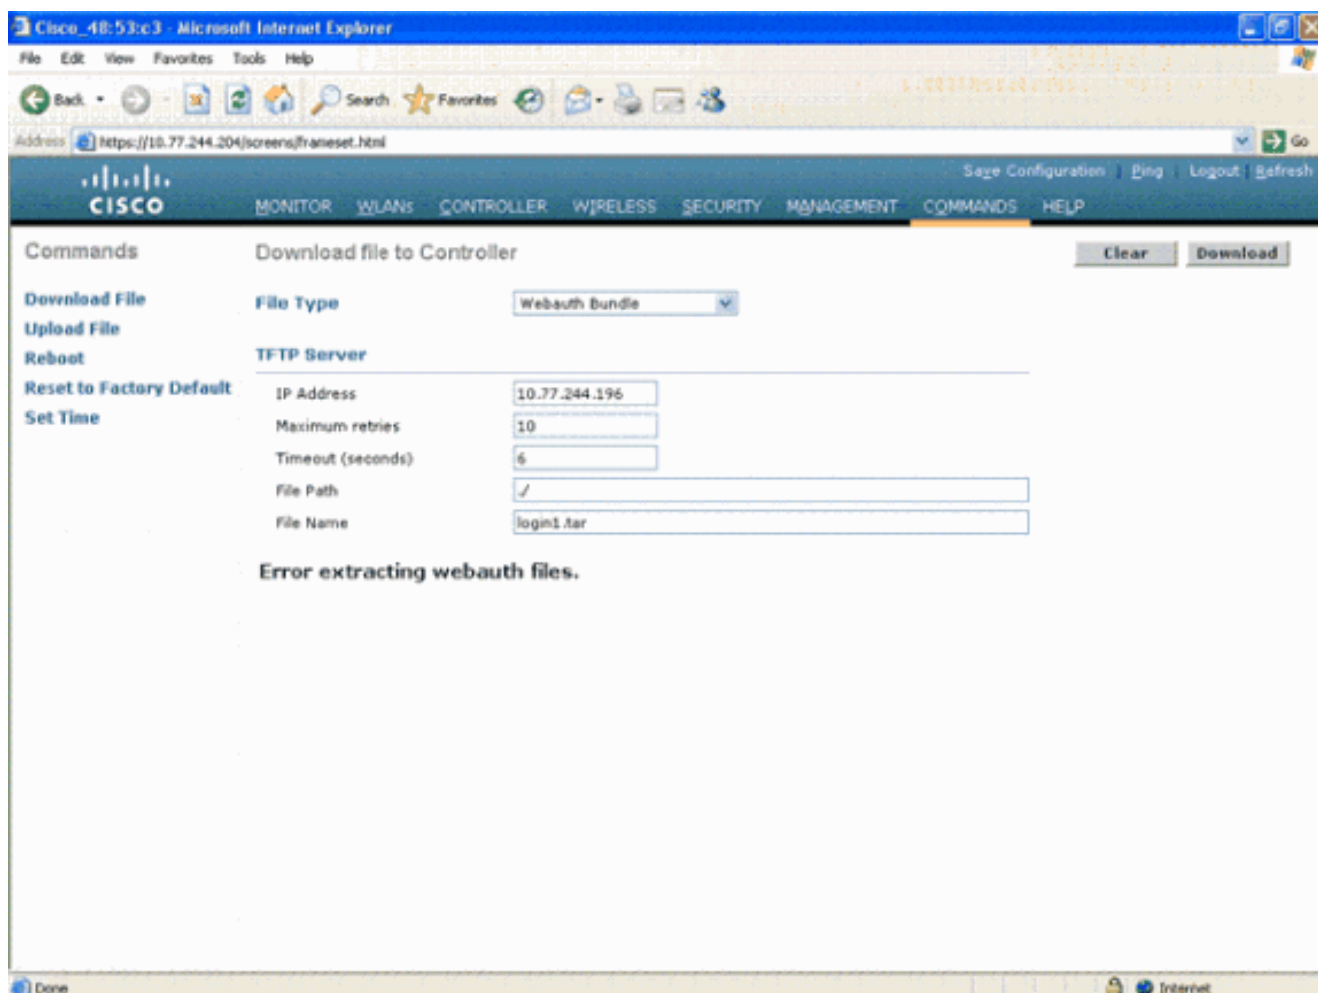 Cisco_48:53:c3 - Microsoft Internet Explorer
File Edit View Favorites Tools Help
Back Search Favorites
Address https://10.77.244.204/screens/frameset.html Go
Save Configuration Ping Logout Refresh
CISCO MONITOR WLANs CONTROLLER WIRELESS SECURITY MANAGEMENT COMMANDS HELP
Commands
Download File
Upload File
Reboot
Reset to Factory Default
Set Time
Download file to Controller
Clear Download
File Type Webauth Bundle
TFTP Server
IP Address 10.77.244.196
Maximum retries 10
Timeout (seconds) 6
File Path ./
File Name login1.tar
Error extracting webauth files.
Done Internet